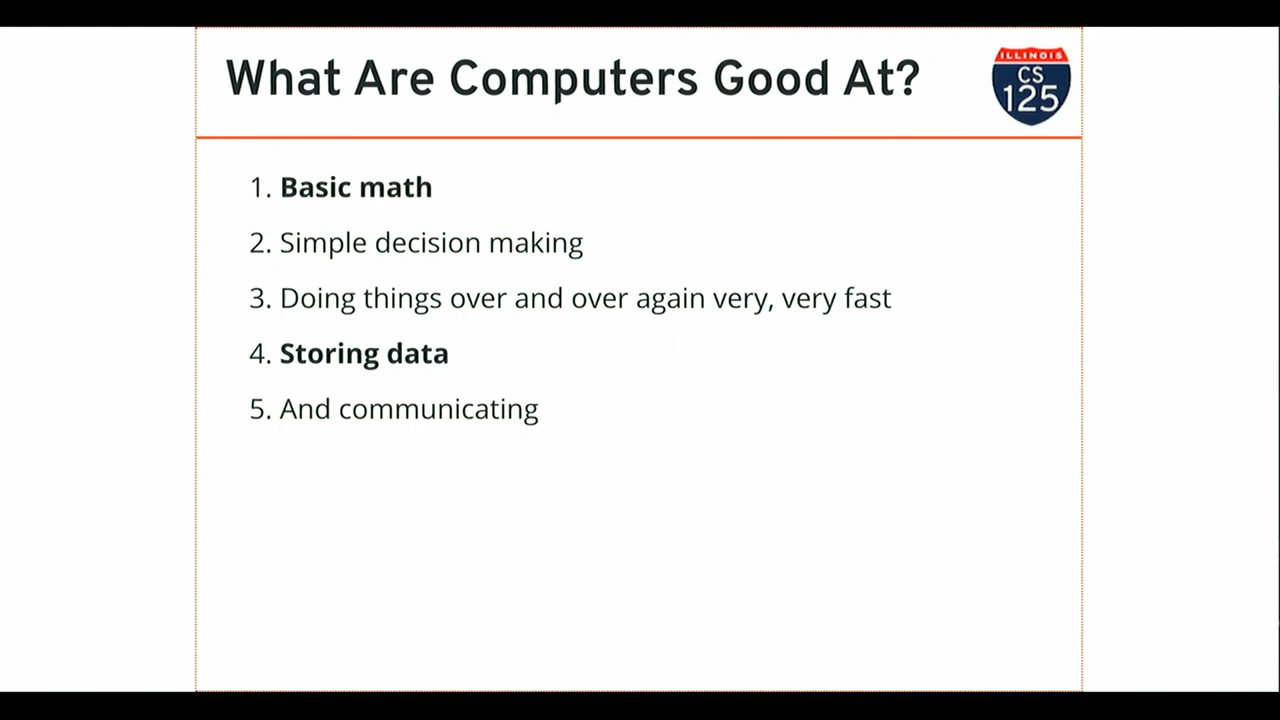 What Are Computers Good At?
ILLINOIS
CS
125
1. Basic math
2. Simple decision making
3. Doing things over and over again very, very fast
4. Storing data
5. And communicating